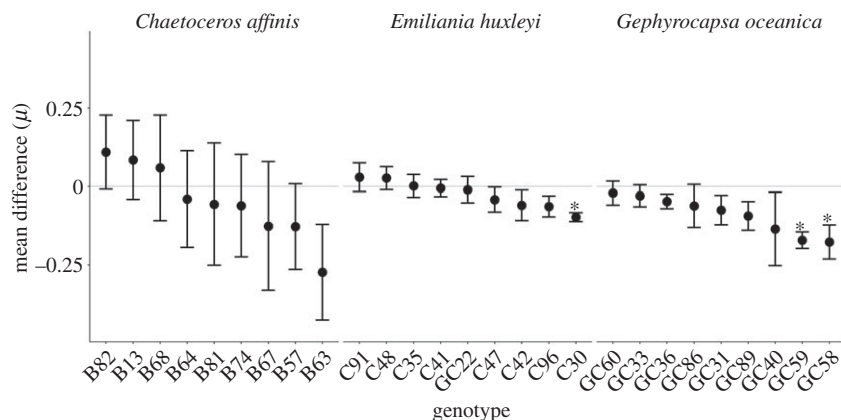 Chaetoceros affinis Emiliania huxleyi Gephyrocapsa oceanica
mean difference (μ)
0.25
0
–0.25
*
*
*
B82 B13 B68 B64 B81 B74 B67 B57 B63 C91 C48 C35 C41 GC22 C47 C42 C96 C30 GC60 GC33 GC36 GC86 GC31 GC89 GC40 GC59 GC58
genotype